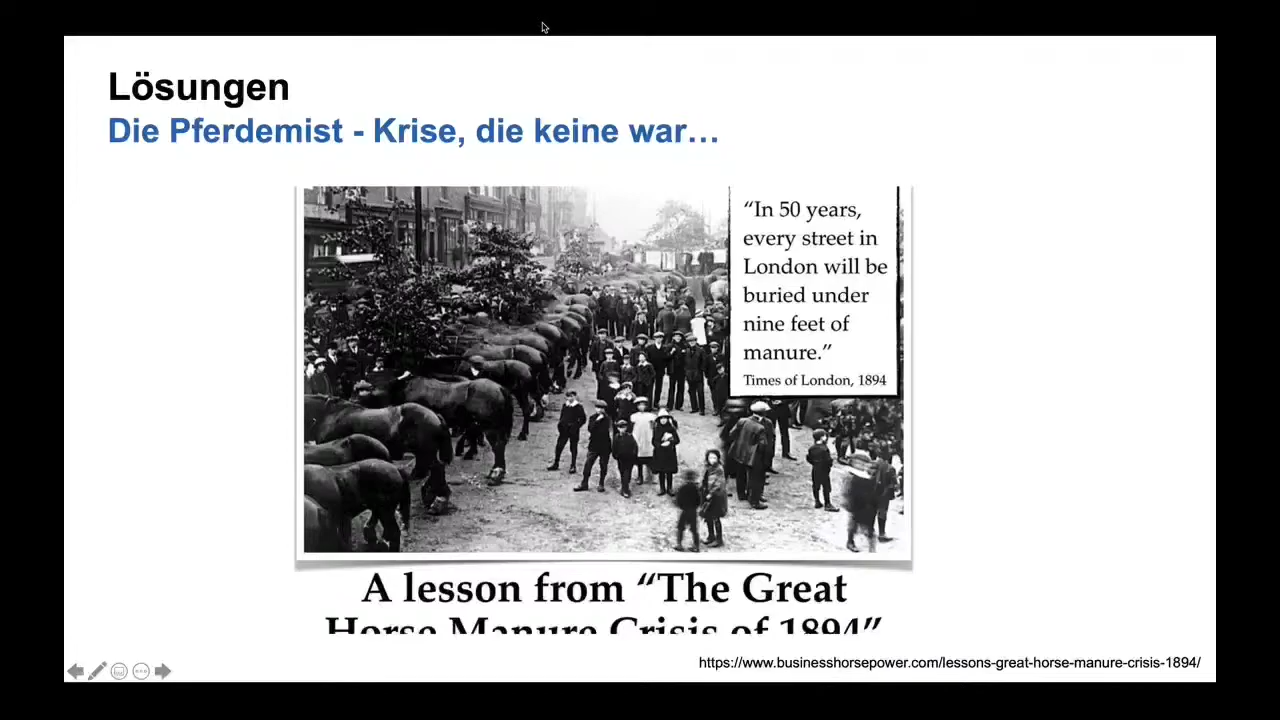 Lösungen
Die Pferdemist - Krise, die keine war…
“In 50 years,
every street in
London will be
buried under
nine feet of
manure.”
Times of London, 1894
A lesson from “The Great
Horse Manure Crisis of 1894”
https://www.businesshorsepower.com/lessons-great-horse-manure-crisis-1894/